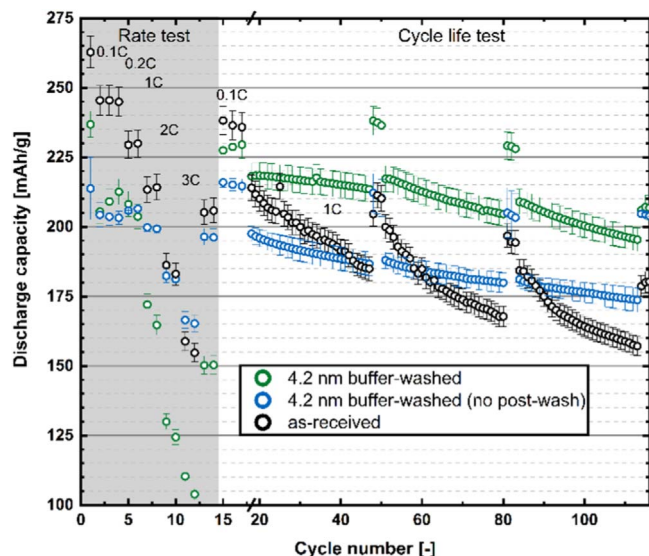 Rate test
Cycle life test
0.1C
0.2C
1C
2C
3C
0.1C
1C
275
250
225
200
175
150
125
100
Discharge capacity [mAh/g]
4.2 nm buffer-washed
4.2 nm buffer-washed (no post-wash)
as-received
0 5 10 15 20 40 60 80 100
Cycle number [-]